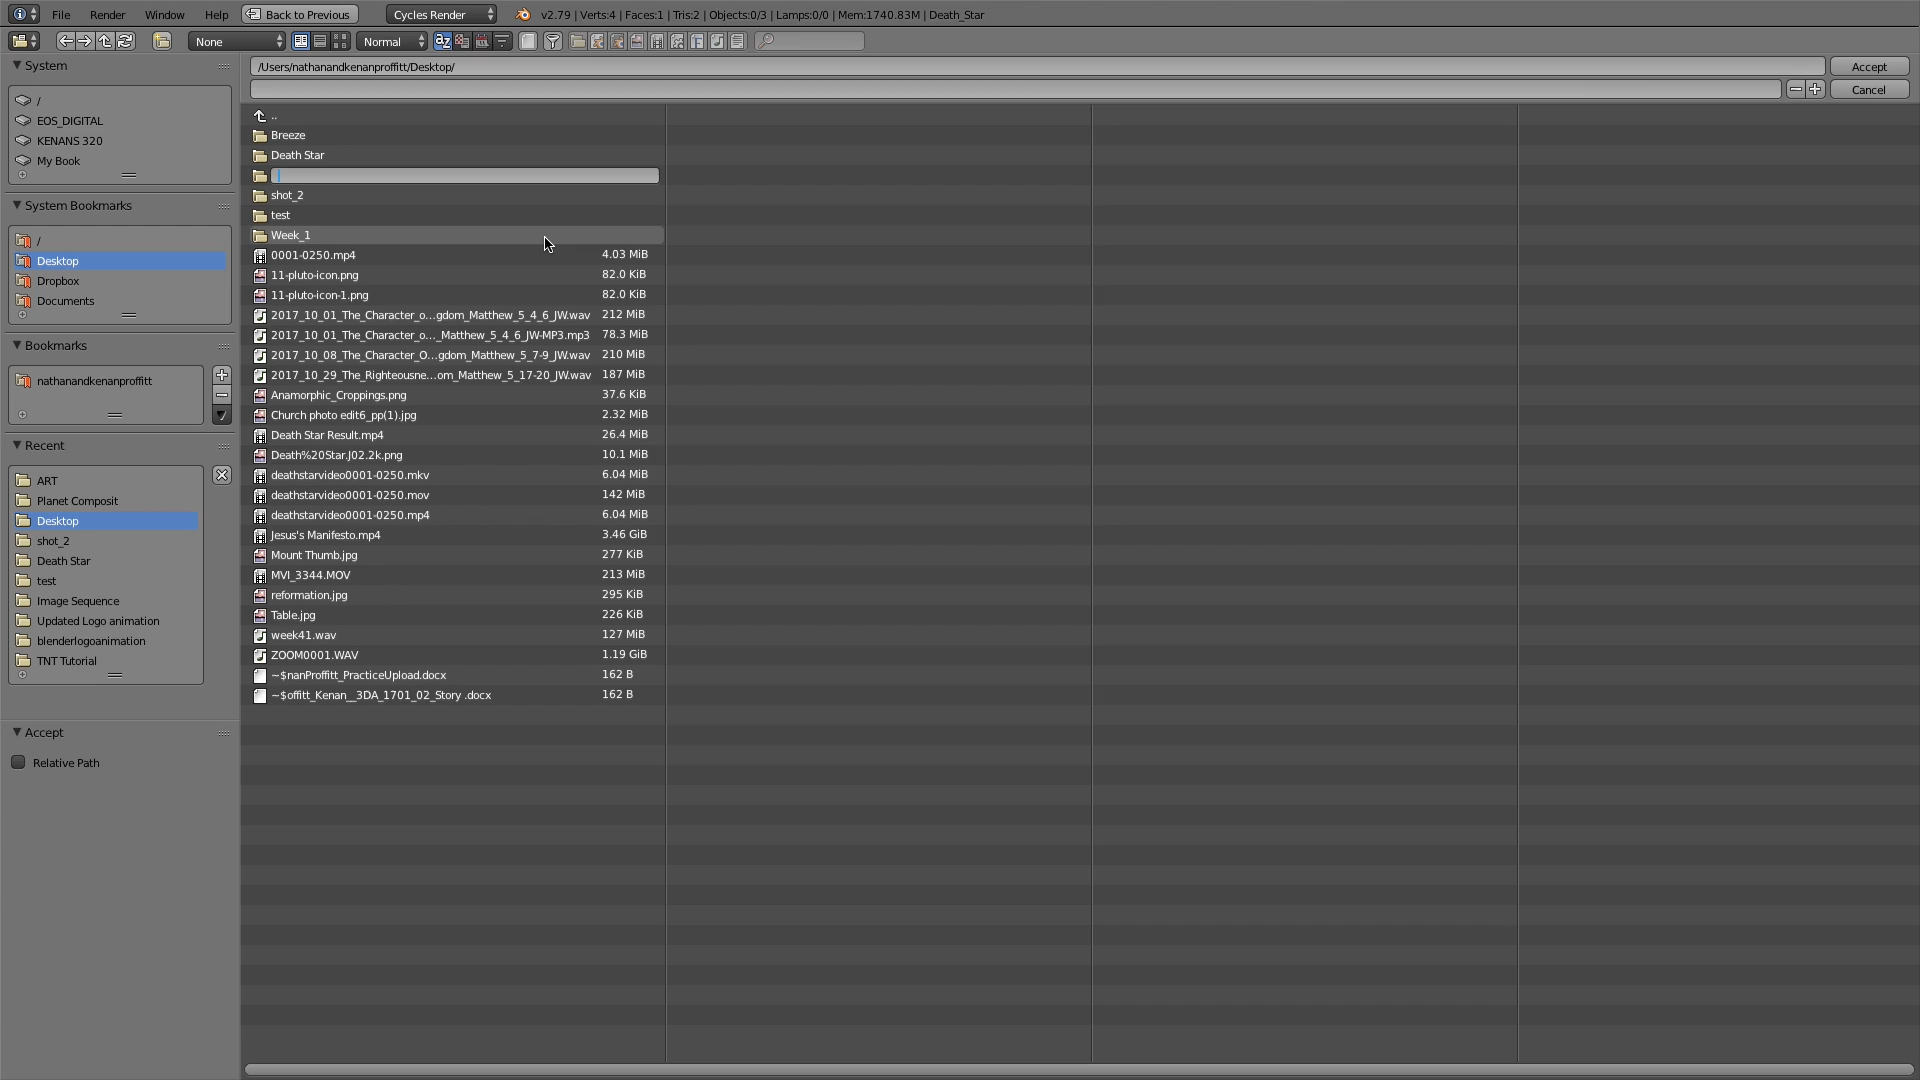 File Render Window Help Back to Previous Cycles Render v2.79 | Verts:4 | Faces:1 | Tris:2 | Objects:0/3 | Lamps:0/0 | Mem:1740.83M | Death_Star
None Normal
System
/
EOS_DIGITAL
KENANS 320
My Book
System Bookmarks
/
Desktop
Dropbox
Documents
Bookmarks
nathanandkenanproffitt
Recent
ART
Planet Composit
Desktop
shot_2
Death Star
test
Image Sequence
Updated Logo animation
blenderlogoanimation
TNT Tutorial
Accept
Relative Path
/Users/nathanandkenanproffitt/Desktop/ Accept
Cancel
..
Breeze
Death Star
shot_2
test
Week_1
0001-0250.mp4 4.03 MiB
11-pluto-icon.png 82.0 KiB
11-pluto-icon-1.png 82.0 KiB
2017_10_01_The_Character_o...gdom_Matthew_5_4_6_JW.wav 212 MiB
2017_10_01_The_Character_o..._Matthew_5_4_6_JW-MP3.mp3 78.3 MiB
2017_10_08_The_Character_O...gdom_Matthew_5_7-9_JW.wav 210 MiB
2017_10_29_The_Righteousne...om_Matthew_5_17-20_JW.wav 187 MiB
Anamorphic_Croppings.png 37.6 KiB
Church photo edit6_pp(1).jpg 2.32 MiB
Death Star Result.mp4 26.4 MiB
Death%20Star.J02.2k.png 10.1 MiB
deathstarvideo0001-0250.mkv 6.04 MiB
deathstarvideo0001-0250.mov 142 MiB
deathstarvideo0001-0250.mp4 6.04 MiB
Jesus's Manifesto.mp4 3.46 GiB
Mount Thumb.jpg 277 KiB
MVI_3344.MOV 213 MiB
reformation.jpg 295 KiB
Table.jpg 226 KiB
week41.wav 127 MiB
ZOOM0001.WAV 1.19 GiB
~$nanProffitt_PracticeUpload.docx 162 B
~$offitt_Kenan__3DA_1701_02_Story .docx 162 B